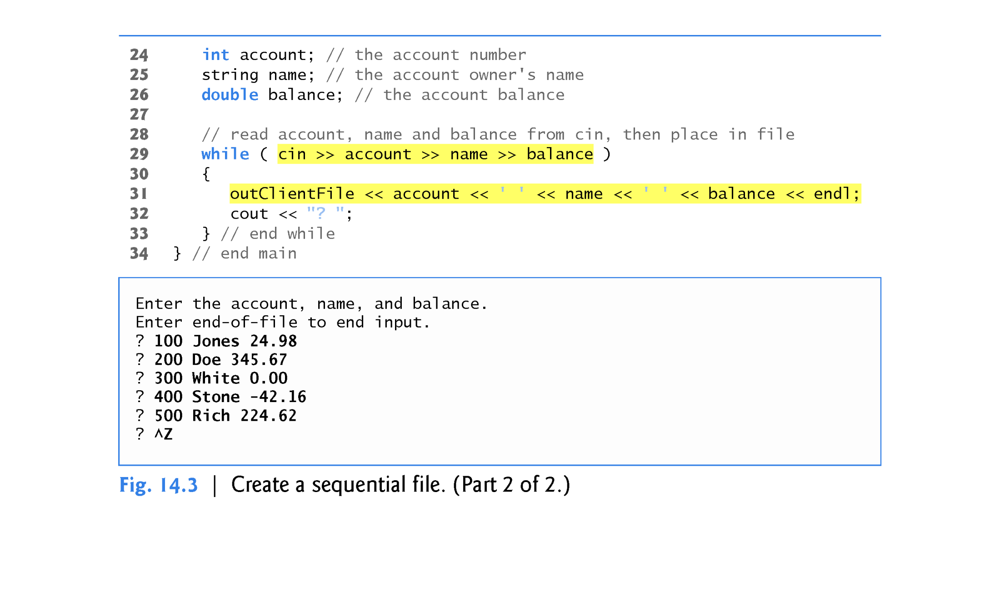 24 int account; // the account number
25 string name; // the account owner's name
26 double balance; // the account balance
27
28 // read account, name and balance from cin, then place in file
29 while ( cin >> account >> name >> balance )
30 {
31 outClientFile << account << ' ' << name << ' ' << balance << endl;
32 cout << "? ";
33 } // end while
34 } // end main
Enter the account, name, and balance.
Enter end-of-file to end input.
? 100 Jones 24.98
? 200 Doe 345.67
? 300 White 0.00
? 400 Stone -42.16
? 500 Rich 224.62
? ^Z
Fig. 14.3 | Create a sequential file. (Part 2 of 2.)